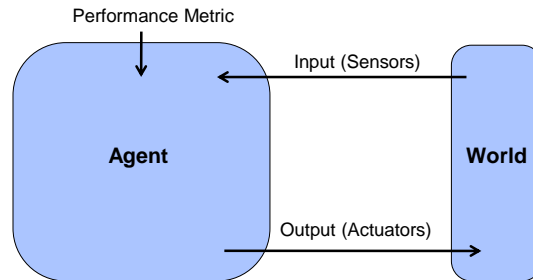 Performance Metric
Input (Sensors)
Agent
World
Output (Actuators)